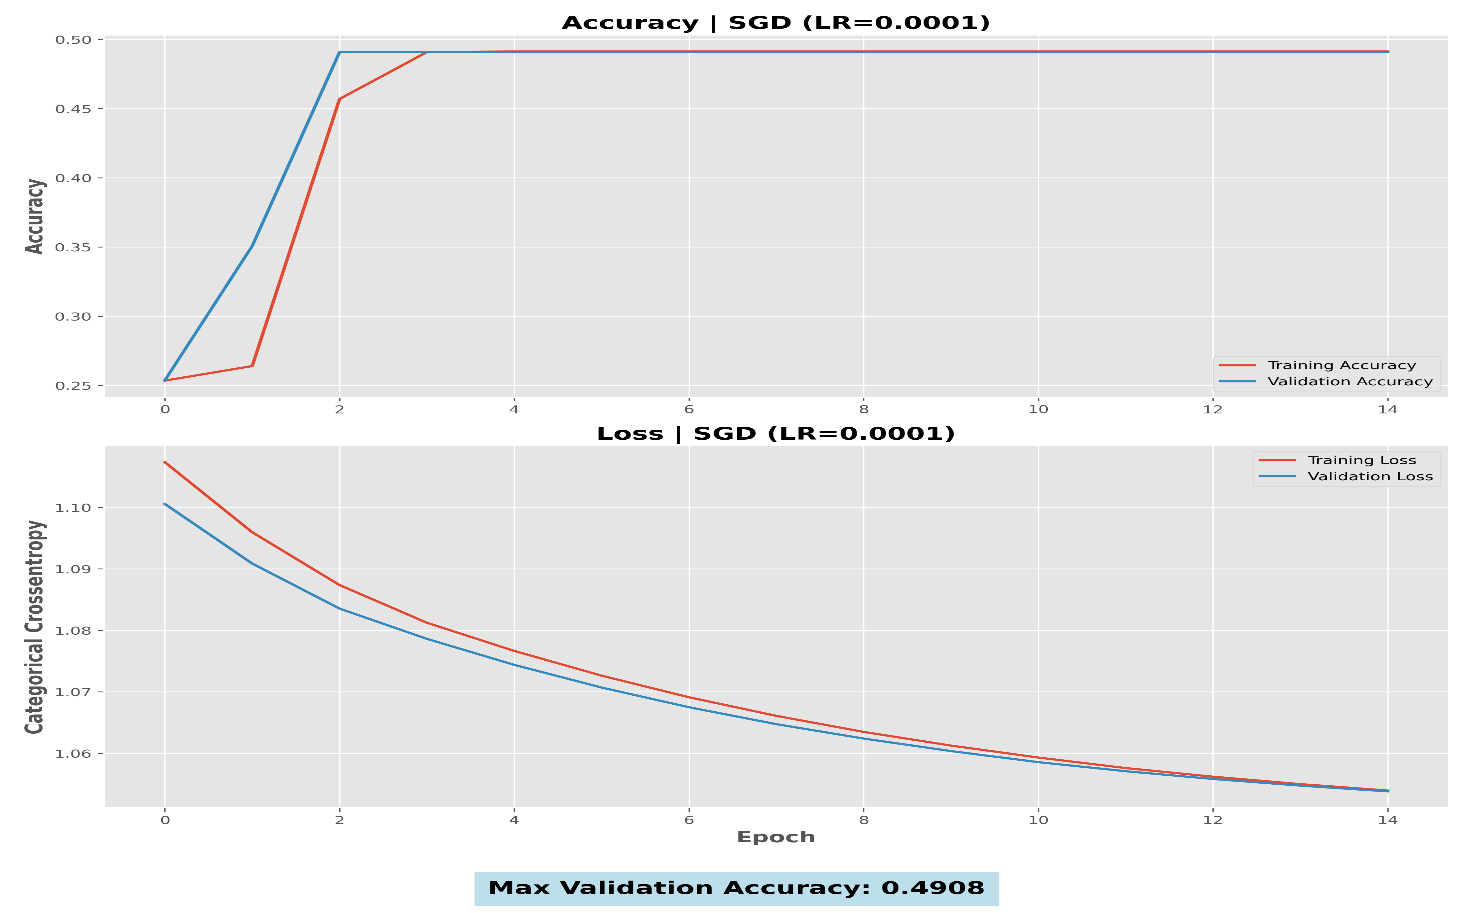 Accuracy | SGD (LR=0.0001)
0.50
0.45
0.40
0.35
0.30
0.25
Accuracy
Training Accuracy
Validation Accuracy
0 2 4 6 8 10 12 14
Loss | SGD (LR=0.0001)
Training Loss
Validation Loss
1.10
1.09
1.08
1.07
1.06
Categorical Crossentropy
0 2 4 6 8 10 12 14
Epoch
Max Validation Accuracy: 0.4908